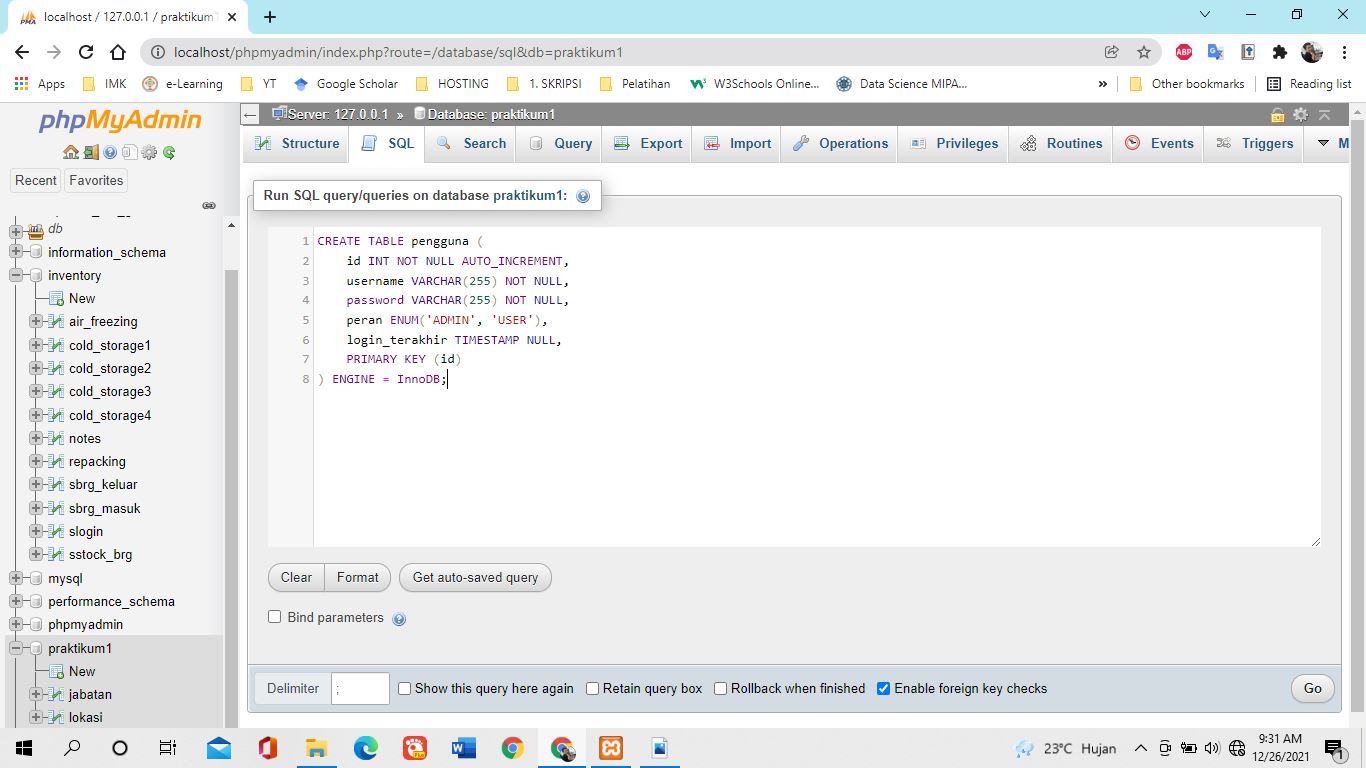 localhost / 127.0.0.1 / praktikum1
localhost/phpmyadmin/index.php?route=/database/sql&db=praktikum1
ABP
Apps IMK e-Learning YT Google Scholar HOSTING 1. SKRIPSI Pelatihan W3Schools Online... Data Science MIPA... » Other bookmarks Reading list
phpMyAdmin
Recent Favorites
db
information_schema
inventory
New
air_freezing
cold_storage1
cold_storage2
cold_storage3
cold_storage4
notes
repacking
sbrg_keluar
sbrg_masuk
slogin
sstock_brg
mysql
performance_schema
phpmyadmin
praktikum1
New
jabatan
lokasi
Server: 127.0.0.1 » Database: praktikum1
Structure SQL Search Query Export Import Operations Privileges Routines Events Triggers M
Run SQL query/queries on database praktikum1:
1 CREATE TABLE pengguna (
2 id INT NOT NULL AUTO_INCREMENT,
3 username VARCHAR(255) NOT NULL,
4 password VARCHAR(255) NOT NULL,
5 peran ENUM('ADMIN', 'USER'),
6 login_terakhir TIMESTAMP NULL,
7 PRIMARY KEY (id)
8 ) ENGINE = InnoDB;
Clear Format Get auto-saved query
Bind parameters
Delimiter ; Show this query here again Retain query box Rollback when finished Enable foreign key checks Go
23°C Hujan
9:31 AM
12/26/2021
1